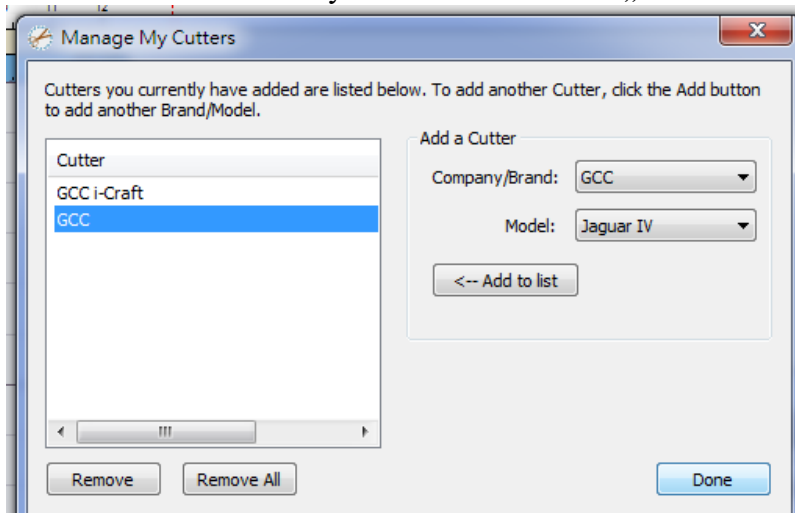 Manage My Cutters
Cutters you currently have added are listed below. To add another Cutter, click the Add button
to add another Brand/Model.
Cutter
GCC i-Craft
GCC
Add a Cutter
Company/Brand: GCC
Model: Jaguar IV
<-- Add to list
Remove
Remove All
Done